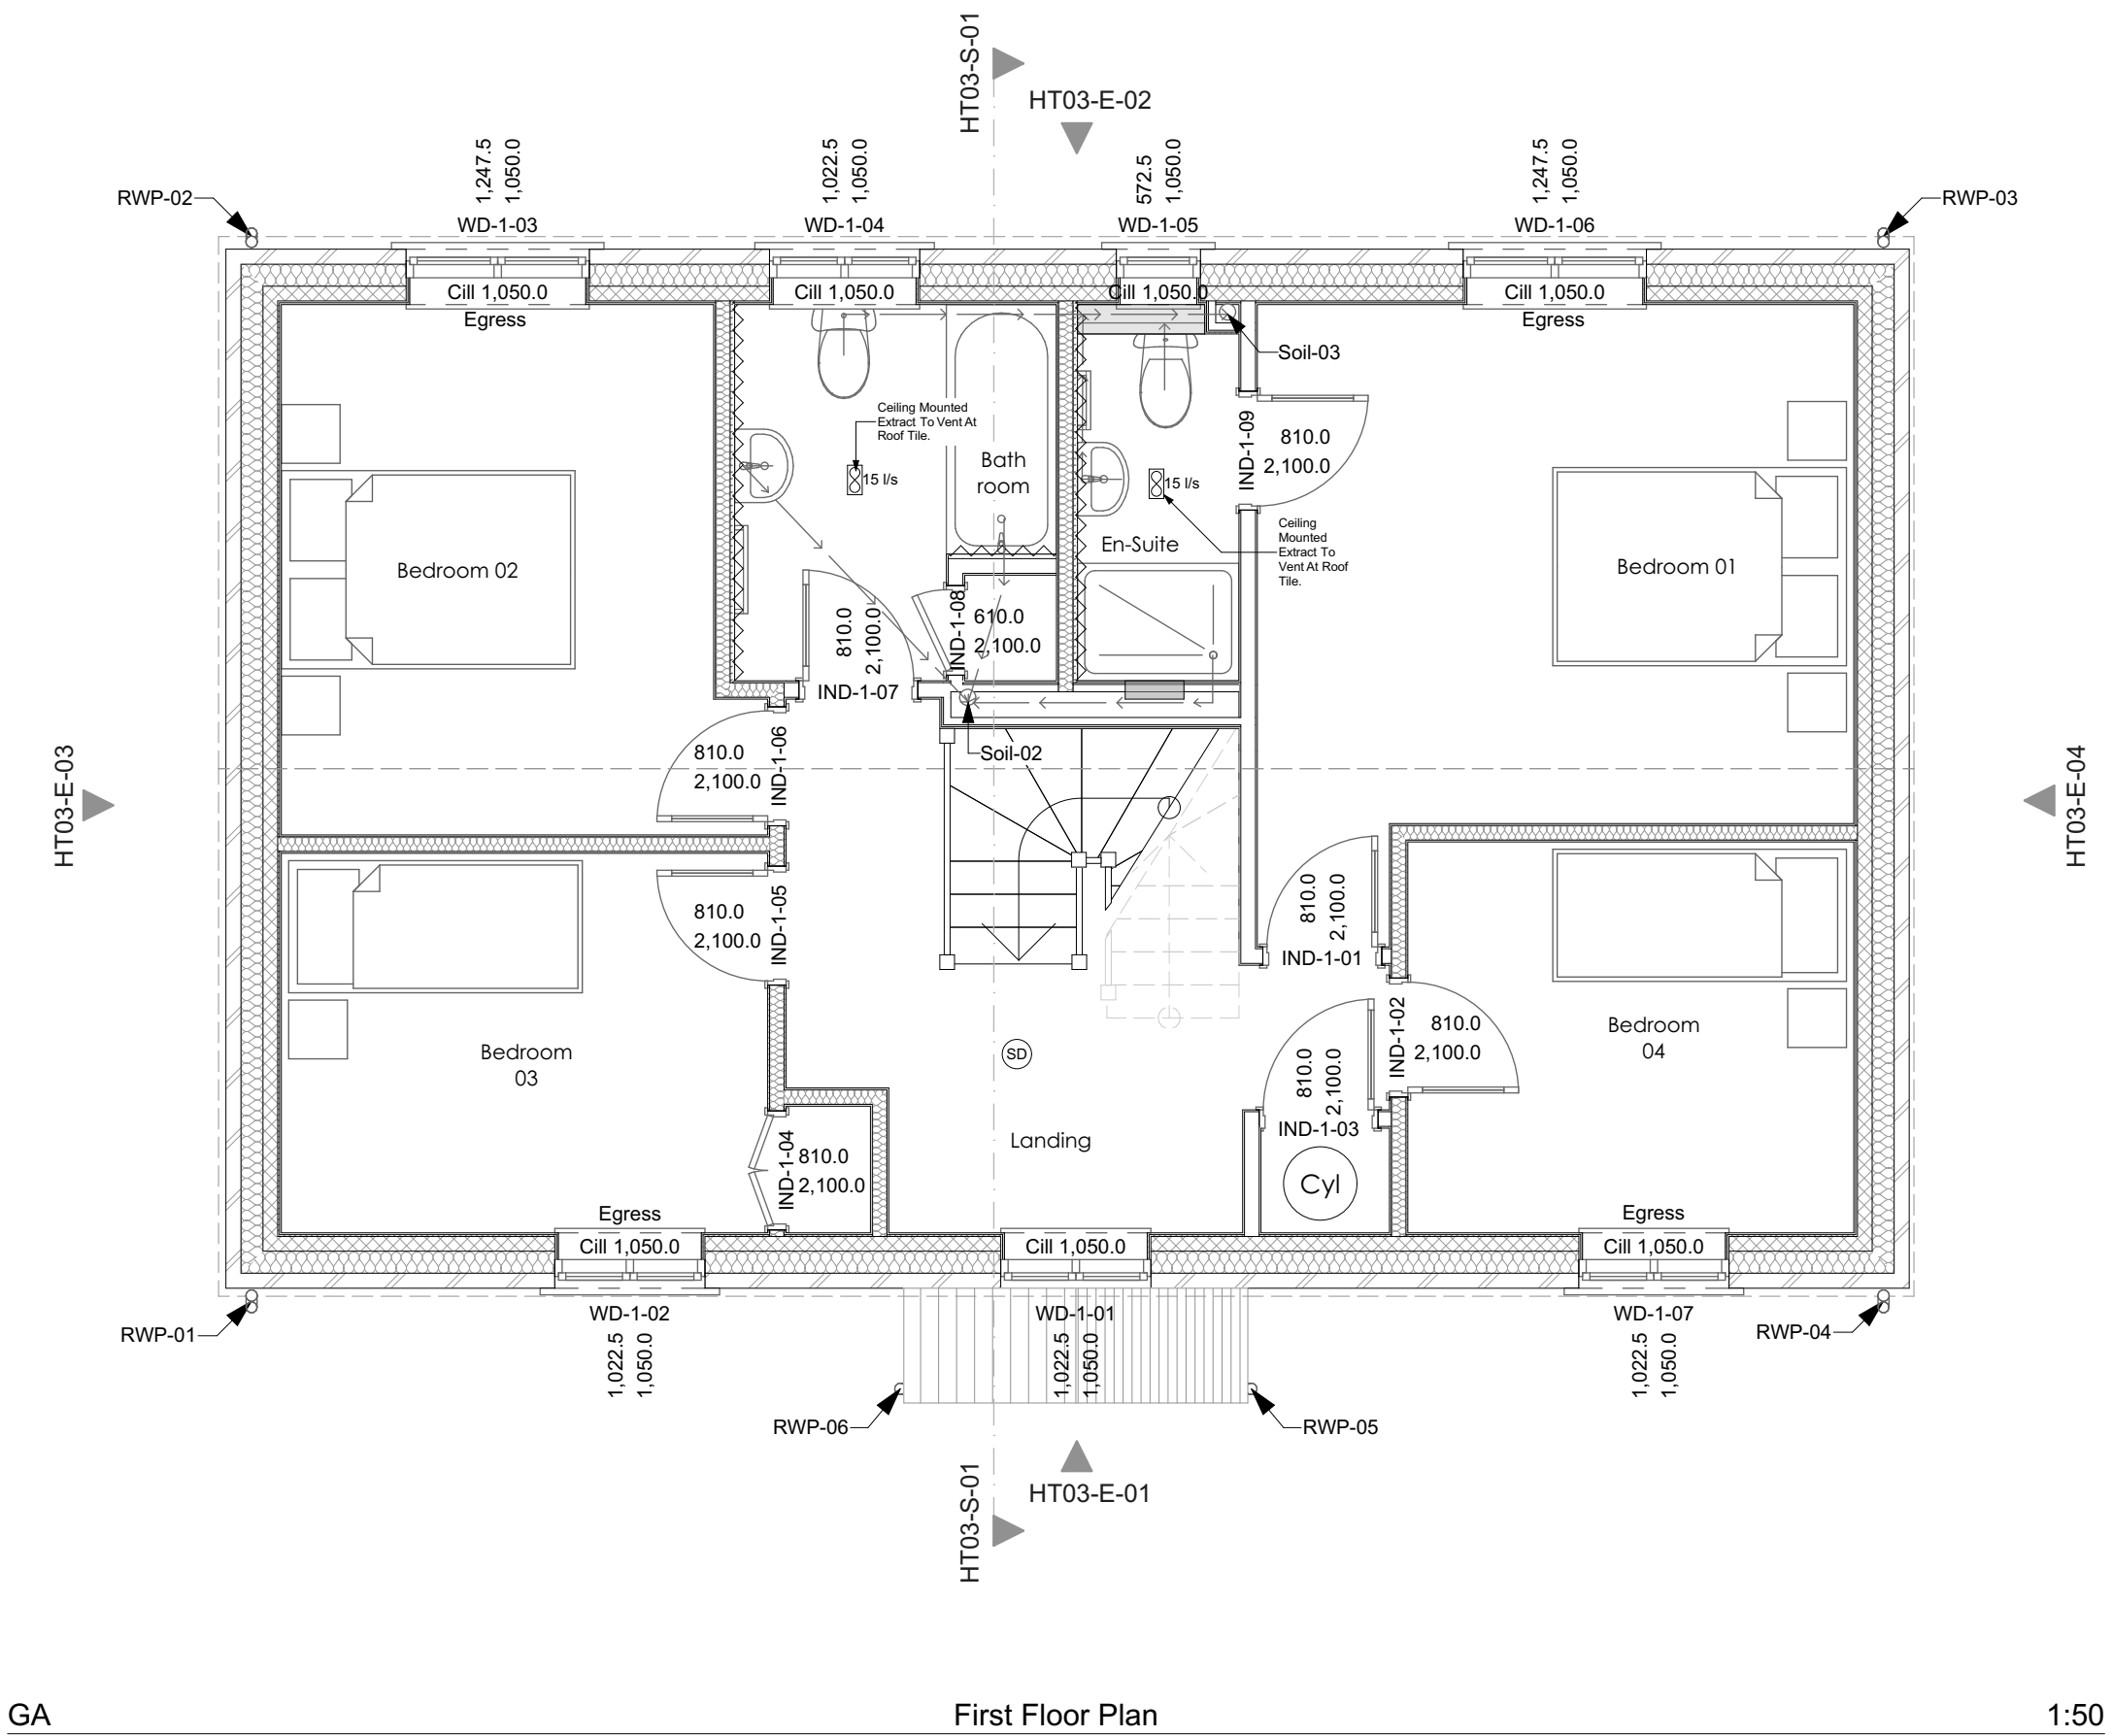 HT03-S-01
HT03-E-02
1,247.5
1,050.0
1,022.5
1,050.0
572.5
1,050.0
1,247.5
1,050.0
RWP-02
RWP-03
WD-1-03
WD-1-04
WD-1-05
WD-1-06
Cill 1,050.0
Cill 1,050.0
Cill 1,050.0
Cill 1,050.0
Egress
Egress
Soil-03
Ceiling Mounted
Extract To Vent At
Roof Tile.
IND-1-09
810.0
2,100.0
Bath
room
15 l/s
15 l/s
Ceiling
Mounted
Extract To
Vent At Roof
Tile.
En-Suite
Bedroom 02
Bedroom 01
810.0
2,100.0
IND-1-07
IND-1-08
610.0
2,100.0
Soil-02
810.0
2,100.0
IND-1-06
HT03-E-03
HT03-E-04
810.0
2,100.0
IND-1-05
810.0
2,100.0
IND-1-01
IND-1-02
810.0
2,100.0
Bedroom
04
Bedroom
03
SD
810.0
2,100.0
IND-1-03
Landing
IND-1-04
810.0
2,100.0
Cyl
Egress
Egress
Cill 1,050.0
Cill 1,050.0
Cill 1,050.0
WD-1-02
WD-1-01
WD-1-07
RWP-01
RWP-04
1,022.5
1,050.0
1,022.5
1,050.0
1,022.5
1,050.0
RWP-06
RWP-05
HT03-S-01
HT03-E-01
GA
First Floor Plan
1:50